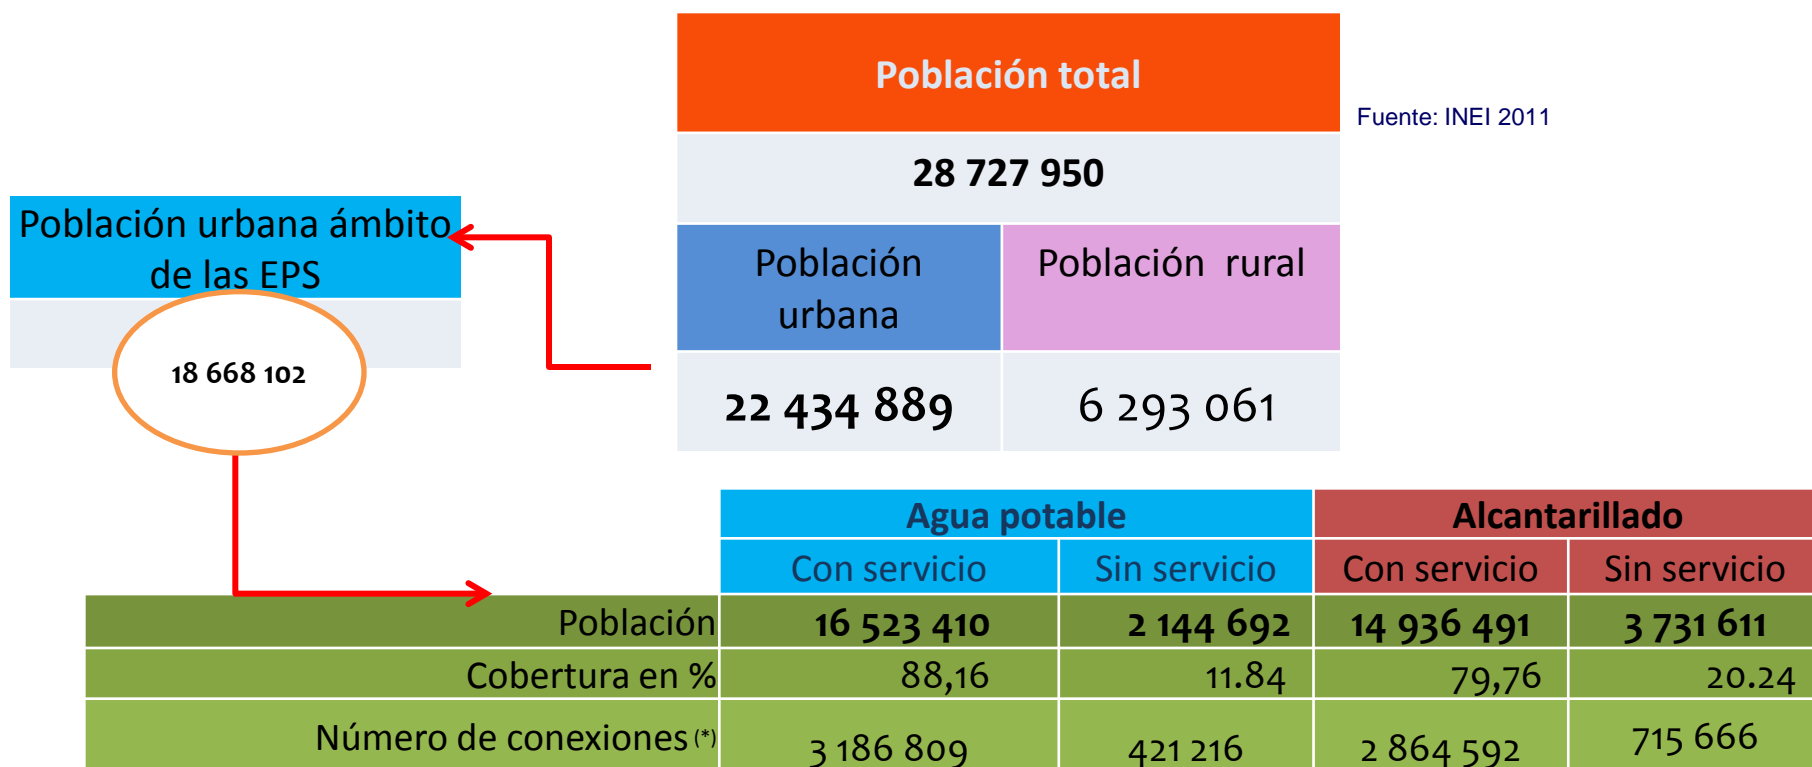 Población total
Fuente: INEI 2011
28 727 950
Población urbana ámbito
de las EPS
18 668 102
Población
urbana
Población rural
22 434 889
6 293 061
Agua potable
Alcantarillado
Con servicio
Sin servicio
Con servicio
Sin servicio
Población
16 523 410
2 144 692
14 936 491
3 731 611
Cobertura en %
88,16
11.84
79,76
20.24
Número de conexiones (*)
3 186 809
421 216
2 864 592
715 666